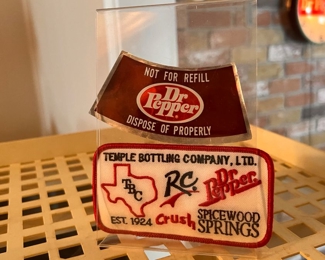 NOT FOR REFILL
Dr
Pepper
DISPOSE OF PROPERLY
TEMPLE BOTTLING COMPANY, LTD.
TBC
RC
Dr
Pepper
EST. 1924
Crush
SPICEWOOD
SPRINGS